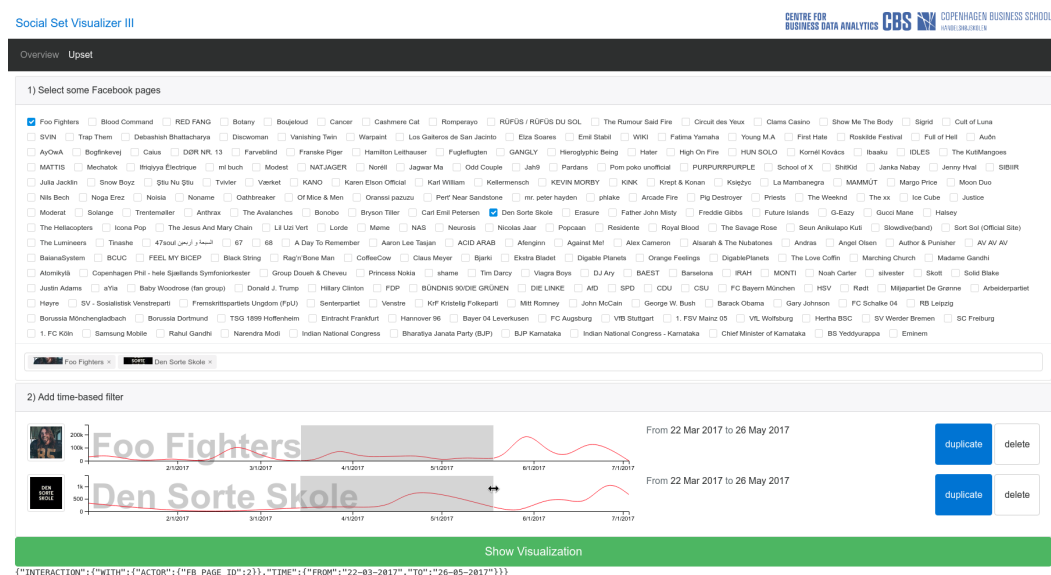 Social Set Visualizer III
CENTRE FOR
BUSINESS DATA ANALYTICS
CBS
COPENHAGEN BUSINESS SCHOOL
HANDELSHØJSKOLEN
Overview Upset
1) Select some Facebook pages
Foo Fighters Blood Command RED FANG Botany Boujeloud Cancer Cashmere Cat Romperayo RÜFÜS / RÜFÜS DU SOL The Rumour Said Fire Circuit des Yeux Clams Casino Show Me The Body Sigrid Cult of Luna
SVIN Trap Them Debashish Bhattacharya Discwoman Vanishing Twin Warpaint Los Gaiteros de San Jacinto Elza Soares Emil Stabil WIKI Fatima Yamaha Young M.A First Hate Roskilde Festival Full of Hell Auðn
AyOwA Bogfinkevej Caius DØR NR. 13 Farveblind Franske Piger Hamilton Leithauser Fugleflugten GANGLY Hieroglyphic Being Hater High On Fire HUN SOLO Kornél Kovács Ibaaku IDLES The KutiMangoes
MATTIS Mechatok Ifriqiyya Électrique ml buch Modest NATJAGER Norell Jagwar Ma Odd Couple Jah9 Pardans Pom poko unofficial PURPURRPURPLE School of X ShitKid Janka Nabay Jenny Hval SIBIIR
Julia Jacklin Snow Boyz Știu Nu Știu Tvivler Værket KANO Karen Elson Official Karl William Kellermensch KEVIN MORBY KiNK Krept & Konan Księżyc La Mambanegra MAMMÚT Margo Price Moon Duo
Nils Bech Noga Erez Noisia Noname Oathbreaker Of Mice & Men Oranssi pazuzu Pert' Near Sandstone mr. peter hayden phlake Arcade Fire Pig Destroyer Priests The Weeknd The xx Ice Cube Justice
Moderat Solange Trentemøller Anthrax The Avalanches Bonobo Bryson Tiller Carl Emil Petersen Den Sorte Skole Erasure Father John Misty Freddie Gibbs Future Islands G-Eazy Gucci Mane Halsey
The Hellacopters Icona Pop The Jesus And Mary Chain Lil Uzi Vert Lorde Møme NAS Neurosis Nicolas Jaar Popcaan Residente Royal Blood The Savage Rose Seun Anikulapo Kuti Slowdive(band) Sort Sol (Official Site)
The Lumineers Tinashe 47soul السبعة و أربعين 67 68 A Day To Remember Aaron Lee Tasjan ACID ARAB Afenginn Against Me! Alex Cameron Alsarah & The Nubatones Andras Angel Olsen Author & Punisher AV AV AV
BaianaSystem BCUC FEEL MY BICEP Black String Rag'n'Bone Man CoffeeCow Claus Meyer Bjarki Ekstra Bladet Digable Planets Orange Feelings DigablePlanets The Love Coffin Marching Church Madame Gandhi
Atomikylä Copenhagen Phil - hele Sjællands Symfoniorkester Group Doueh & Cheveu Princess Nokia shame Tim Darcy Viagra Boys DJ Ary BAEST Barselona IRAH MONTI Noah Carter silvester Skott Solid Blake
Justin Adams aYia Baby Woodrose (fan group) Donald J. Trump Hillary Clinton FDP BÜNDNIS 90/DIE GRÜNEN DIE LINKE AfD SPD CDU CSU FC Bayern München HSV Rødt Miljøpartiet De Grønne Arbeiderpartiet
Høyre SV - Sosialistisk Venstreparti Fremskrittspartiets Ungdom (FpU) Senterpartiet Venstre KrF Kristelig Folkeparti Mitt Romney John McCain George W. Bush Barack Obama Gary Johnson FC Schalke 04 RB Leipzig
Borussia Mönchengladbach Borussia Dortmund TSG 1899 Hoffenheim Eintracht Frankfurt Hannover 96 Bayer 04 Leverkusen FC Augsburg VfB Stuttgart 1. FSV Mainz 05 VfL Wolfsburg Hertha BSC SV Werder Bremen SC Freiburg
1. FC Köln Samsung Mobile Rahul Gandhi Narendra Modi Indian National Congress Bharatiya Janata Party (BJP) BJP Karnataka Indian National Congress - Karnataka Chief Minister of Karnataka BS Yeddyurappa Eminem
Foo Fighters × Den Sorte Skole ×
2) Add time-based filter
200k
100k
0
Foo Fighters
2/1/2017 3/1/2017 4/1/2017 5/1/2017 6/1/2017 7/1/2017
From 22 Mar 2017 to 26 May 2017
duplicate delete
DEN
SORTE
SKOLE
1k
500
0
Den Sorte Skole
2/1/2017 3/1/2017 4/1/2017 5/1/2017 6/1/2017 7/1/2017
From 22 Mar 2017 to 26 May 2017
duplicate delete
Show Visualization
{"INTERACTION":{"WITH":{"ACTOR":{"FB_PAGE_ID":2}},"TIME":{"FROM":"22-03-2017","TO":"26-05-2017"}}}